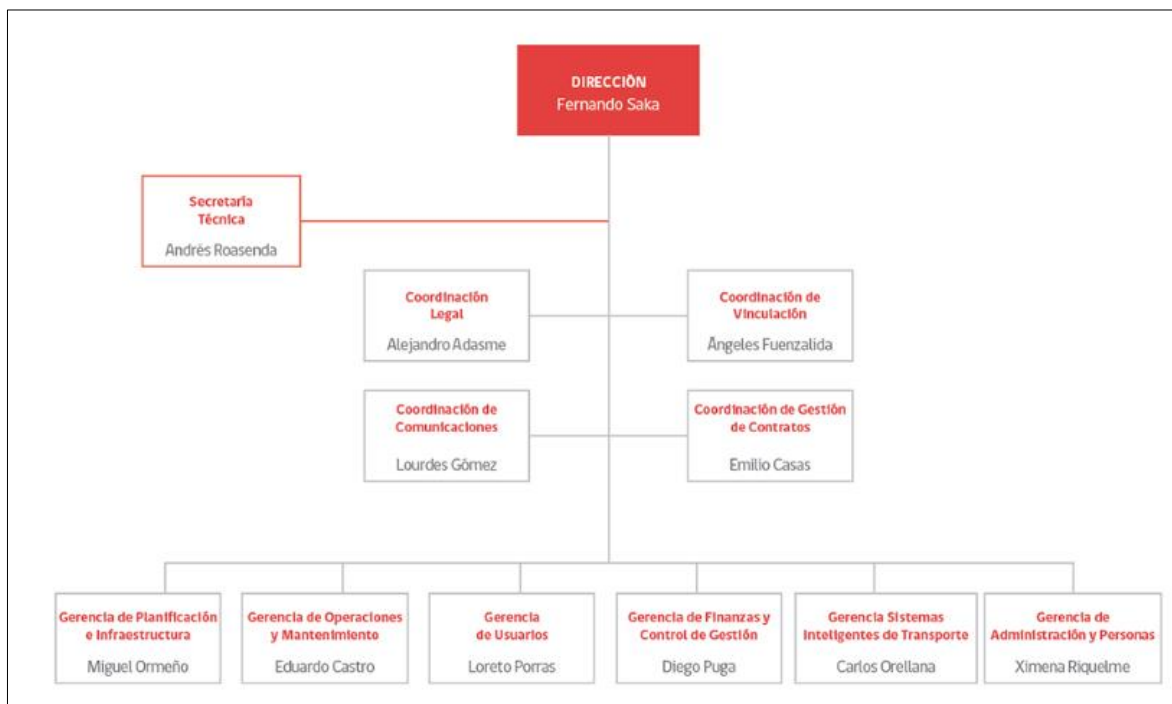 DIRECCIÓN
Fernando Saka
Secretaría
Técnica
Andrés Roasenda
Coordinación
Legal
Alejandro Adasme
Coordinación de
Vinculación
Ángeles Fuenzalida
Coordinación de
Comunicaciones
Lourdes Gómez
Coordinación de Gestión
de Contratos
Emilio Casas
Gerencia de Planificación
e Infraestructura
Miguel Ormeño
Gerencia de Operaciones
y Mantenimiento
Eduardo Castro
Gerencia
de Usuarios
Loreto Porras
Gerencia de Finanzas y
Control de Gestión
Diego Puga
Gerencia Sistemas
Inteligentes de Transporte
Carlos Orellana
Gerencia de
Administración y Personas
Ximena Riquelme